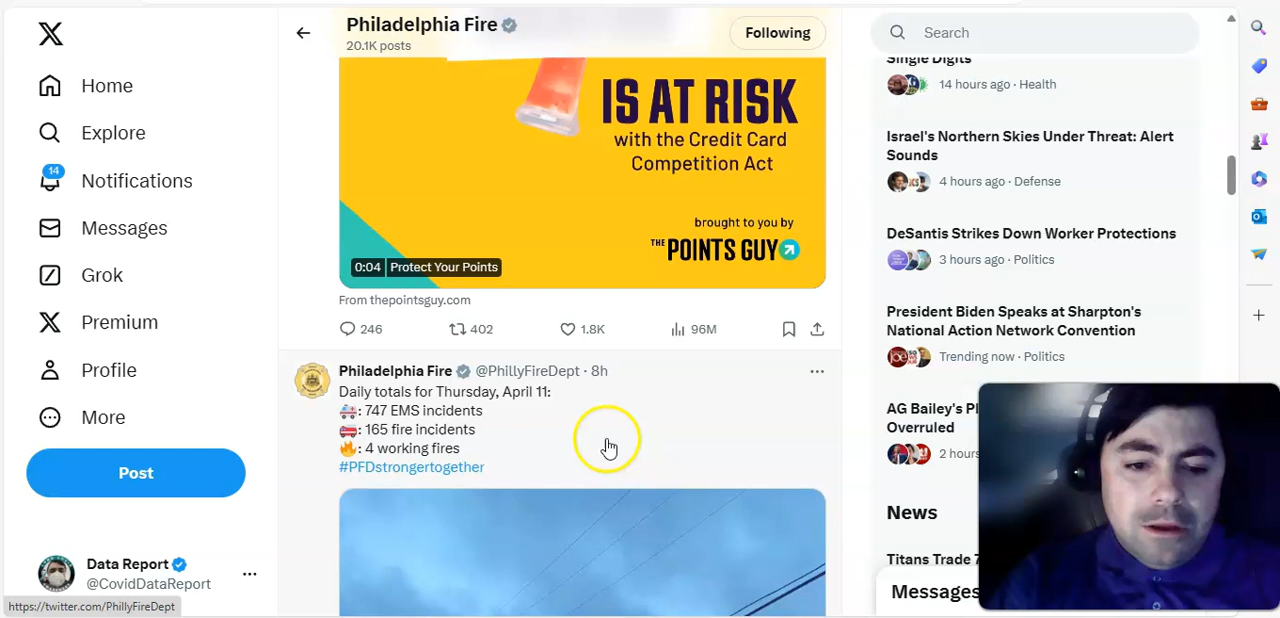 Philadelphia Fire
20.1K posts
Following
Search
Home
Explore
14
Notifications
Messages
Grok
Premium
Profile
More
Post
Data Report
@CovidDataReport
https://twitter.com/PhillyFireDept
IS AT RISK
with the Credit Card
Competition Act
brought to you by
THE POINTS GUY
0:04 Protect Your Points
From thepointsguy.com
246 402 1.8K 96M
Philadelphia Fire @PhillyFireDept · 8h
Daily totals for Thursday, April 11:
: 747 EMS incidents
: 165 fire incidents
: 4 working fires
#PFDstrongertogether
Single Digits
14 hours ago · Health
Israel's Northern Skies Under Threat: Alert
Sounds
4 hours ago · Defense
DeSantis Strikes Down Worker Protections
3 hours ago · Politics
President Biden Speaks at Sharpton's
National Action Network Convention
Trending now · Politics
AG Bailey's
Overruled
2 hours
News
Titans Trade
Messages